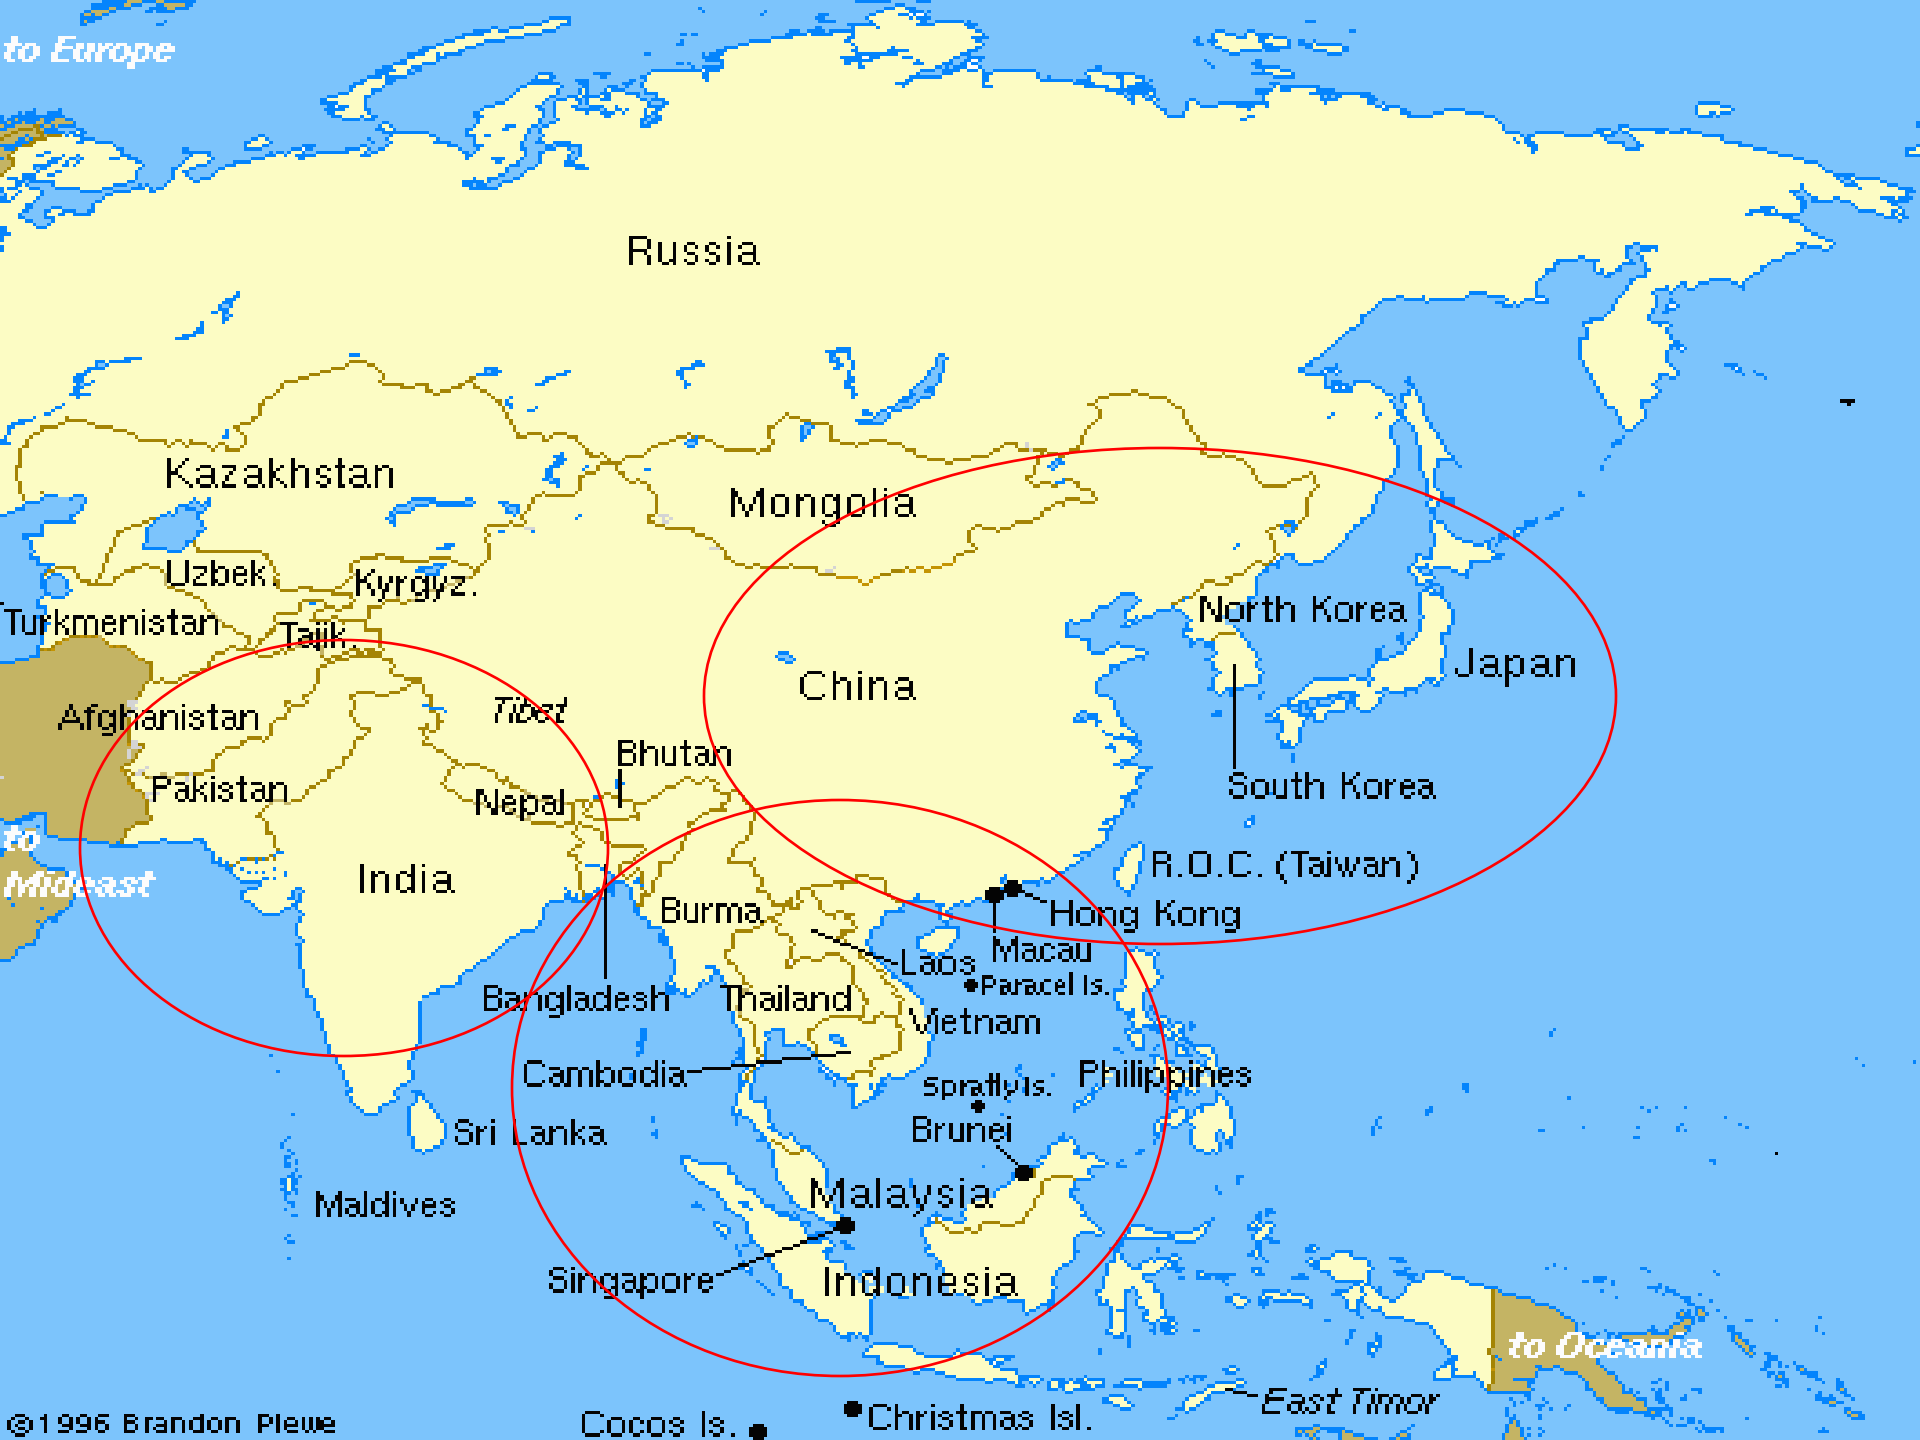 to Europe
Russia
Kazakhstan
Mongolia
Uzbek.
Kyrgyz.
North Korea
Turkmenistan
Tajik.
Japan
China
Tibet
Afghanistan
Bhutan
Pakistan
South Korea
Nepal
to
Mideast
R.O.C. (Taiwan)
India
Burma
Hong Kong
Macau
Laos
Paracel Is.
Bangladesh
Thailand
Vietnam
Cambodia
Spratly Is.
Philippines
Brunei
Sri Lanka
Malaysia
Maldives
Singapore
Indonesia
to Oceania
East Timor
©1996 Brandon Plewe
Cocos Is.
Christmas Isl.